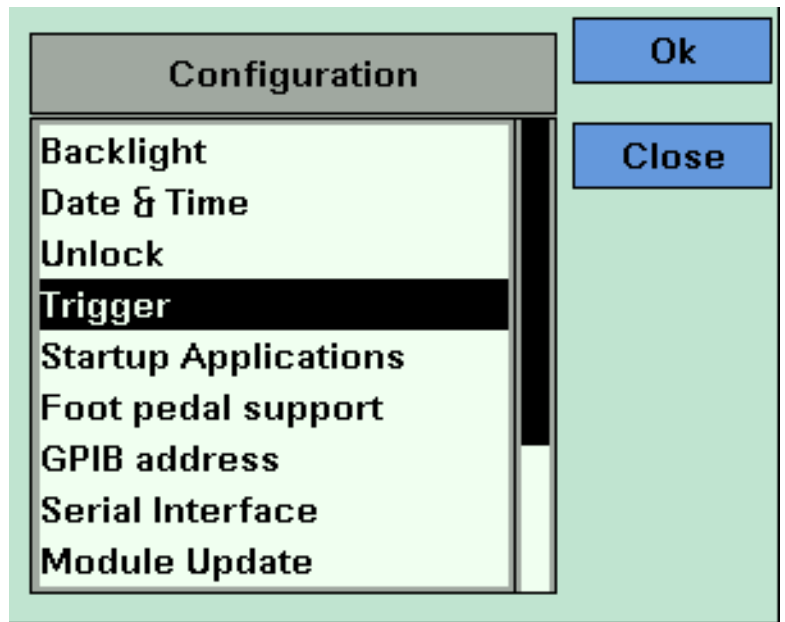 Configuration
Ok
Close
Backlight
Date & Time
Unlock
Trigger
Startup Applications
Foot pedal support
GPIB address
Serial Interface
Module Update